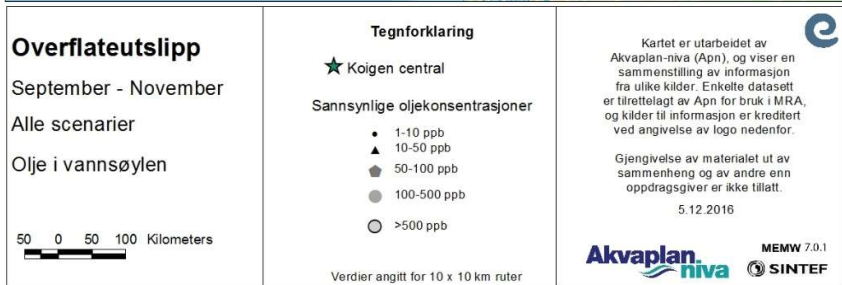 Overflateutslipp
September - November
Alle scenarier
Olje i vannsøylen
50 0 50 100 Kilometers
Tegnforklaring
Koigen central
Sannsynlige oljekonsentrasjoner
1-10 ppb
10-50 ppb
50-100 ppb
100-500 ppb
>500 ppb
Verdier angitt for 10 x 10 km ruter
Kartet er utarbeidet av
Akvaplan-niva (Apn), og viser en
sammenstilling av informasjon
fra ulike kilder. Enkelte datasett
er tilrettelagt av Apn for bruk i MRA,
og kilder til informasjon er kreditert
ved angivelse av logo nedenfor.
Gjengivelse av materialet ut av
sammenheng og av andre enn
oppdragsgiver er ikke tillatt.
5.12.2016
Akvaplan
niva
MEMW 7.0.1
SINTEF